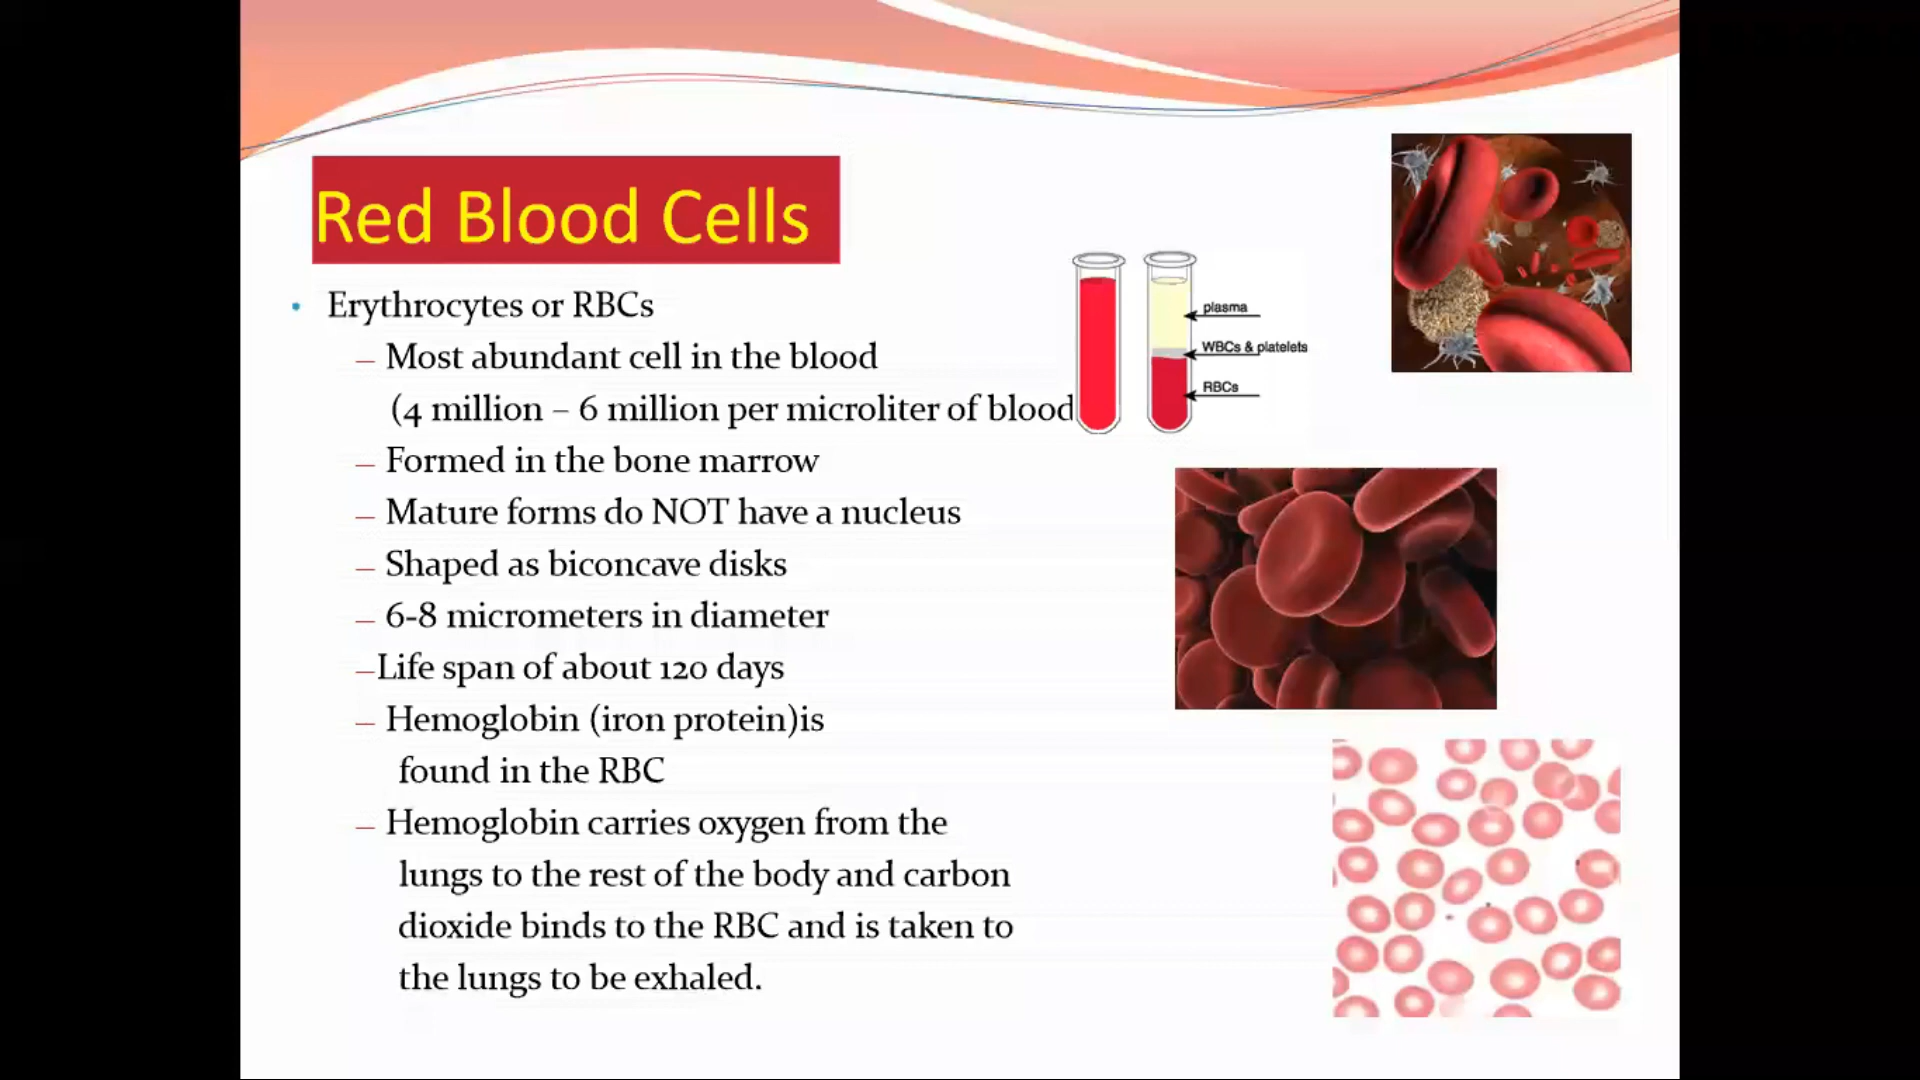 Red Blood Cells
• Erythrocytes or RBCs
– Most abundant cell in the blood
(4 million – 6 million per microliter of blood
– Formed in the bone marrow
– Mature forms do NOT have a nucleus
– Shaped as biconcave disks
– 6-8 micrometers in diameter
–Life span of about 120 days
– Hemoglobin (iron protein)is
found in the RBC
– Hemoglobin carries oxygen from the
lungs to the rest of the body and carbon
dioxide binds to the RBC and is taken to
the lungs to be exhaled.
plasma
WBCs & platelets
RBCs